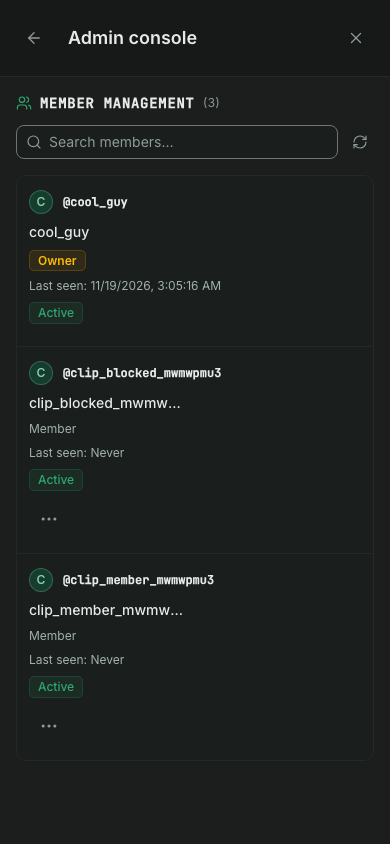 Admin console
MEMBER MANAGEMENT (3)
Search members...
C @cool_guy
cool_guy
Owner
Last seen: 11/19/2026, 3:05:16 AM
Active
C @clip_blocked_mwmwpmu3
clip_blocked_mwmw...
Member
Last seen: Never
Active
C @clip_member_mwmwpmu3
clip_member_mwmw...
Member
Last seen: Never
Active